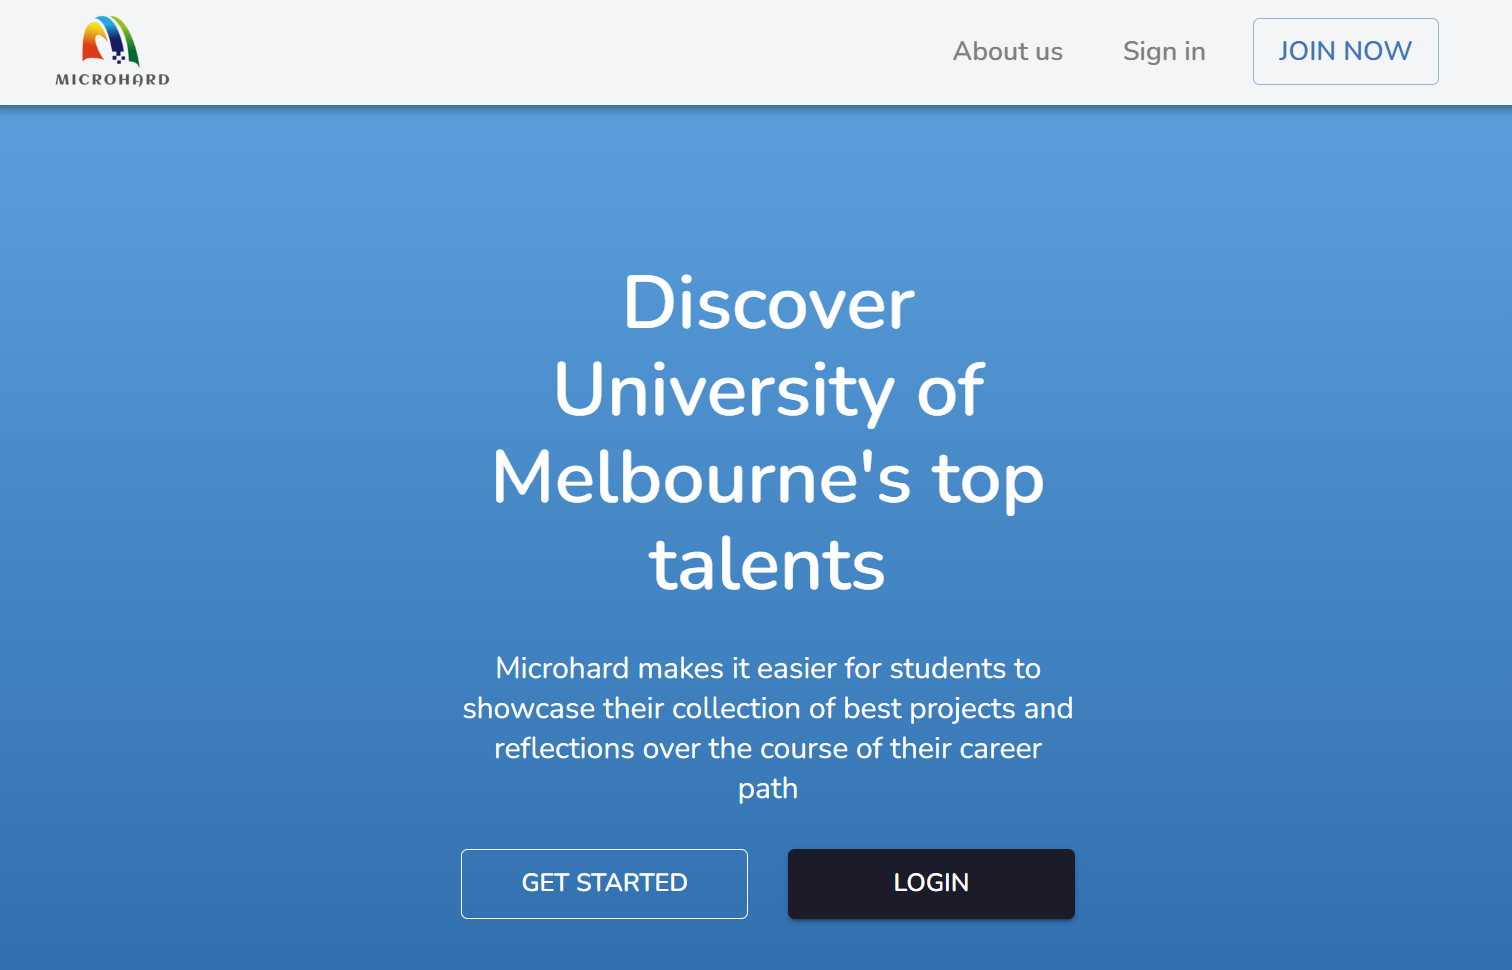 MICROHARD
About us
Sign in
JOIN NOW
Discover
University of
Melbourne's top
talents
Microhard makes it easier for students to
showcase their collection of best projects and
reflections over the course of their career
path
GET STARTED
LOGIN